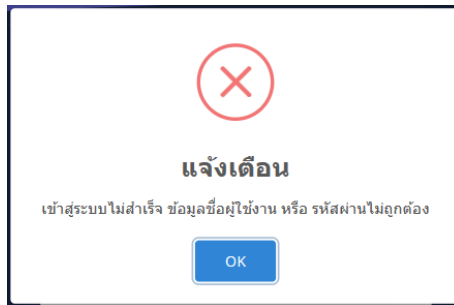 แจ้งเตือน
เข้าสู่ระบบไม่สำเร็จ ข้อมูลชื่อผู้ใช้งาน หรือ รหัสผ่านไม่ถูกต้อง
OK